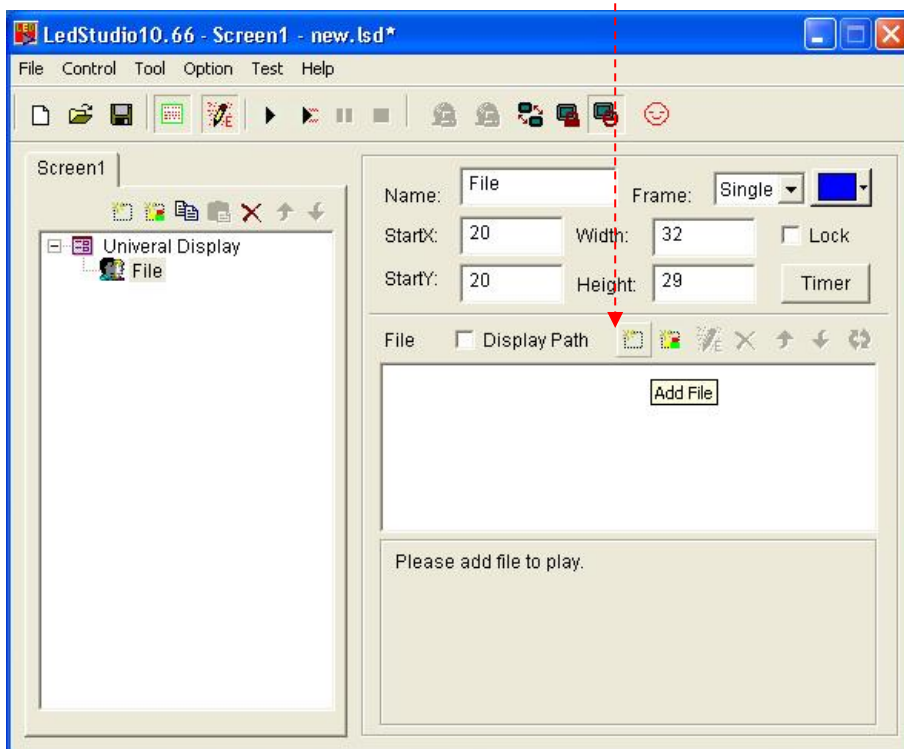 LedStudio10.66 - Screen1 - new.lsd*
File Control Tool Option Test Help
Screen1
Univeral Display
File
Name: File Frame: Single
StartX: 20 Width: 32 Lock
StartY: 20 Height: 29 Timer
File Display Path
Add File
Please add file to play.